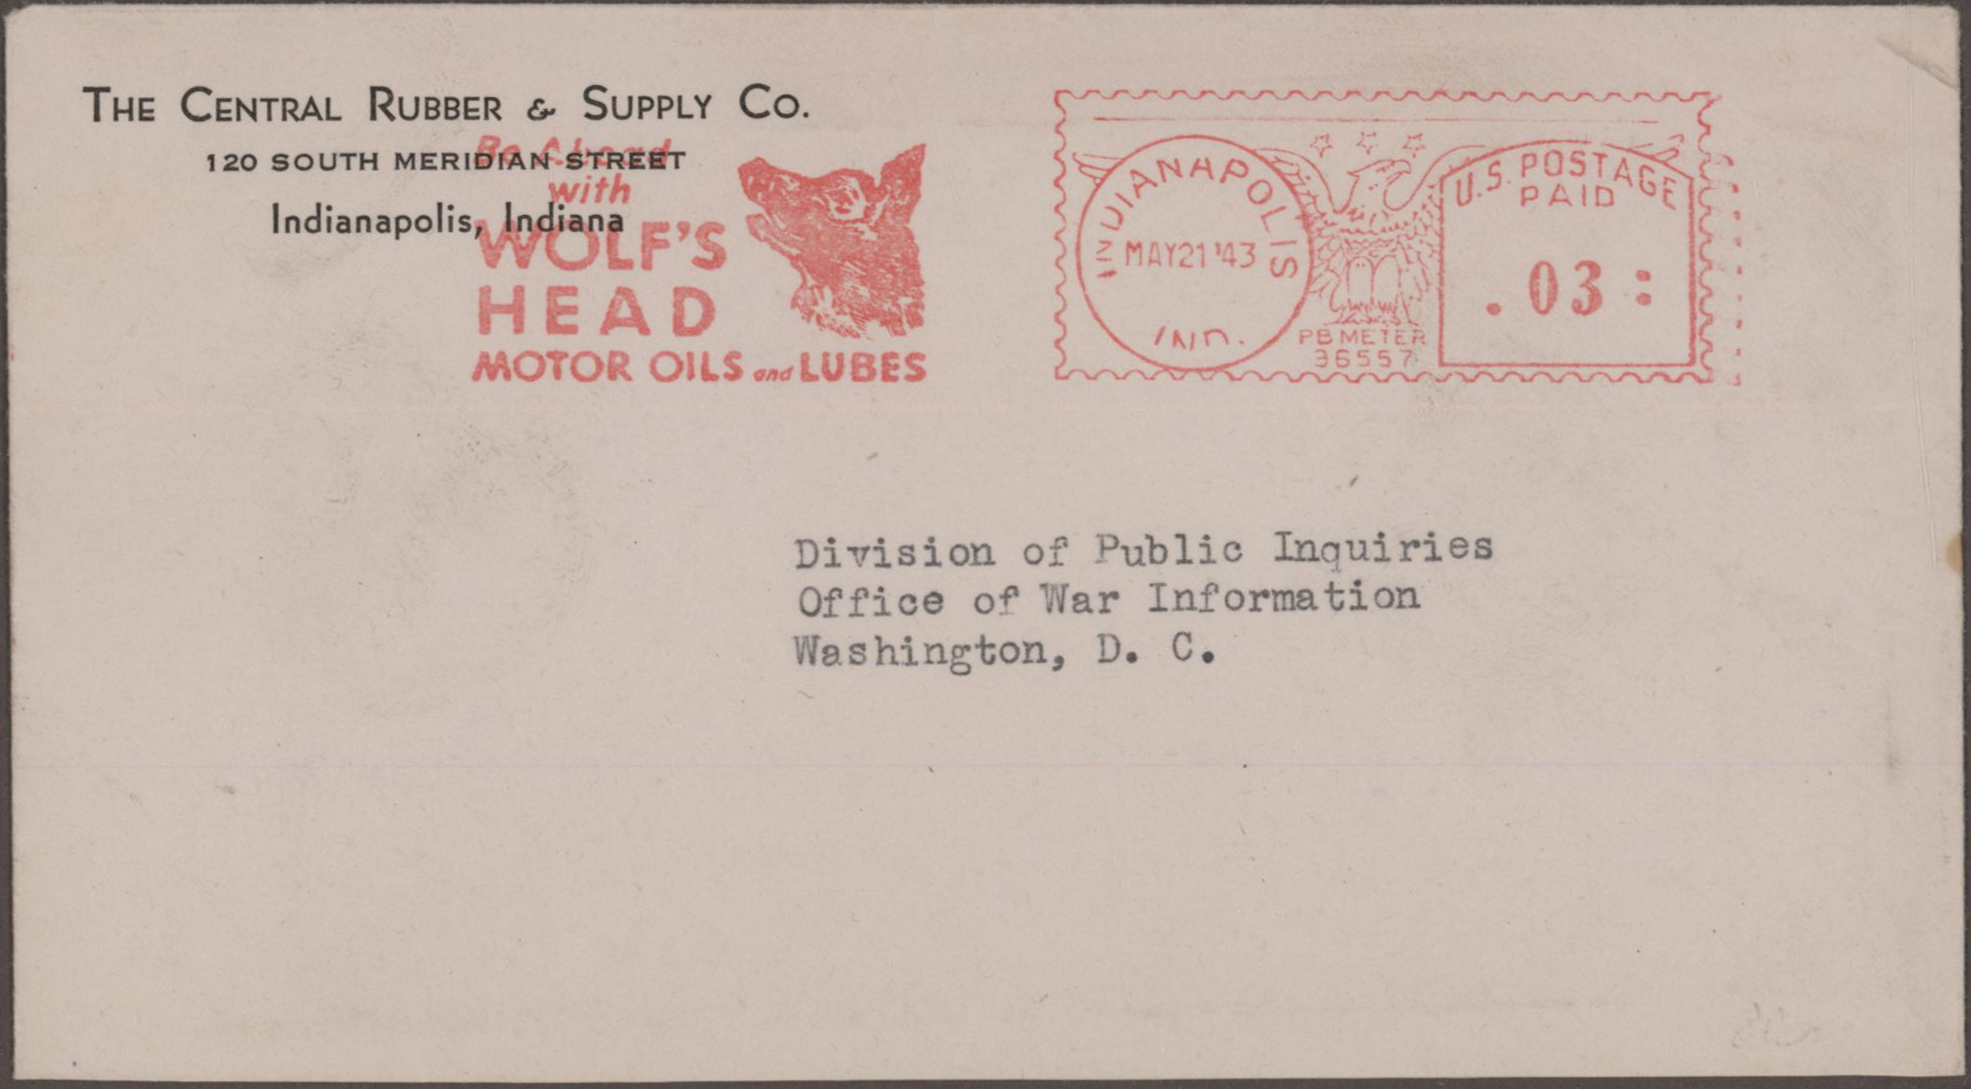 THE CENTRAL RUBBER & SUPPLY CO.
120 SOUTH MERIDIAN STREET
Indianapolis, Indiana
Be Ahead
with
WOLF'S
HEAD
MOTOR OILS and LUBES
INDIANAPOLIS
MAY 21 '43
IND.
PB METER
36557
U.S. POSTAGE
PAID
.03:
Division of Public Inquiries
Office of War Information
Washington, D. C.